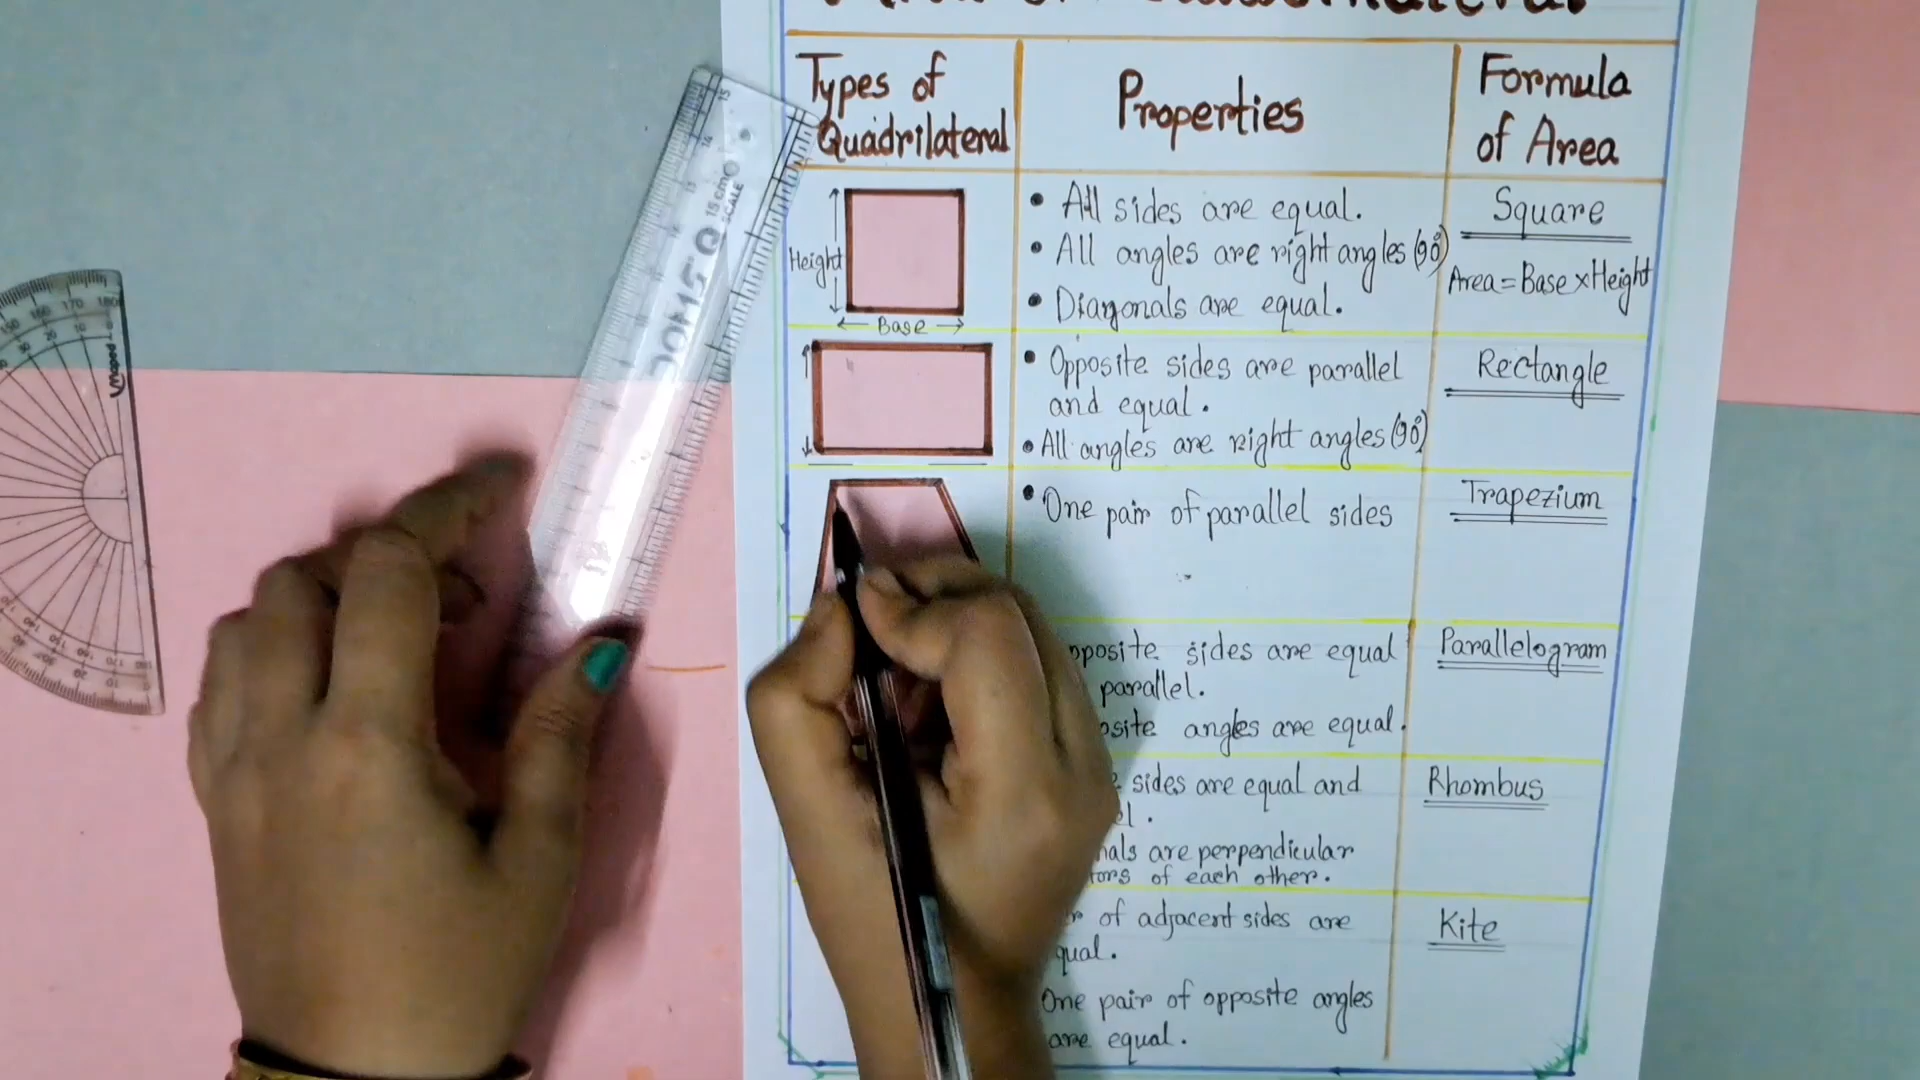 Types of
Quadrilateral
Properties
Formula
of Area
Height
Base
• All sides are equal.
• All angles are right angles (90°)
• Diagonals are equal.
Square
Area = Base × Height
• Opposite sides are parallel
and equal.
• All angles are right angles (90°)
Rectangle
• One pair of parallel sides
Trapezium
sides are equal
parallel.
angles are equal.
Parallelogram
sides are equal and
are perpendicular
of each other.
Rhombus
of adjacent sides are
One pair of opposite angles
are equal.
Kite
DOMS
15 cm
SCALE
Maped